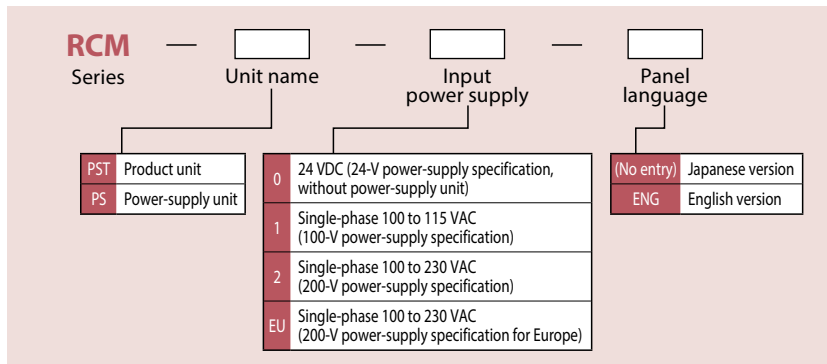 RCM — — —
Series Unit name Input power supply Panel language
PST Product unit
PS Power-supply unit
0 24 VDC (24-V power-supply specification,
without power-supply unit)
1 Single-phase 100 to 115 VAC
(100-V power-supply specification)
2 Single-phase 100 to 230 VAC
(200-V power-supply specification)
EU Single-phase 100 to 230 VAC
(200-V power-supply specification for Europe)
(No entry) Japanese version
ENG English version